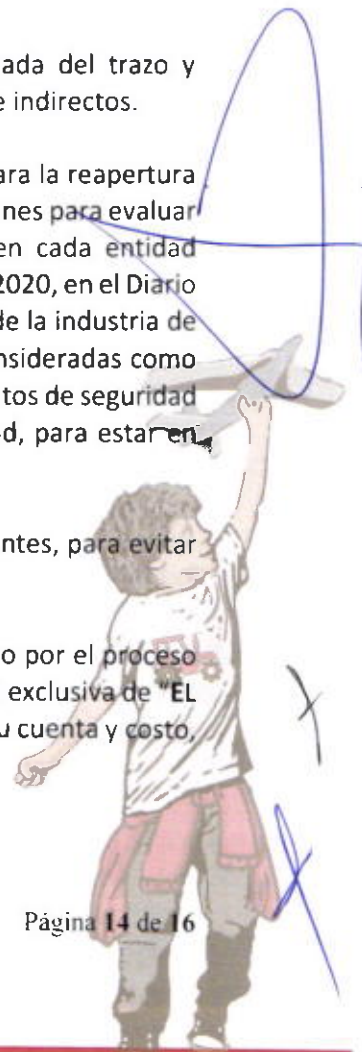 ada del trazo y
e indirectos.
ara la reapertura
nes para evaluar
en cada entidad
2020, en el Diario
de la industria de
nsideradas como
tos de seguridad
d, para estar en
ntes, para evitar
o por el proceso
exclusiva de "EL
u cuenta y costo,
Página 14 de 16